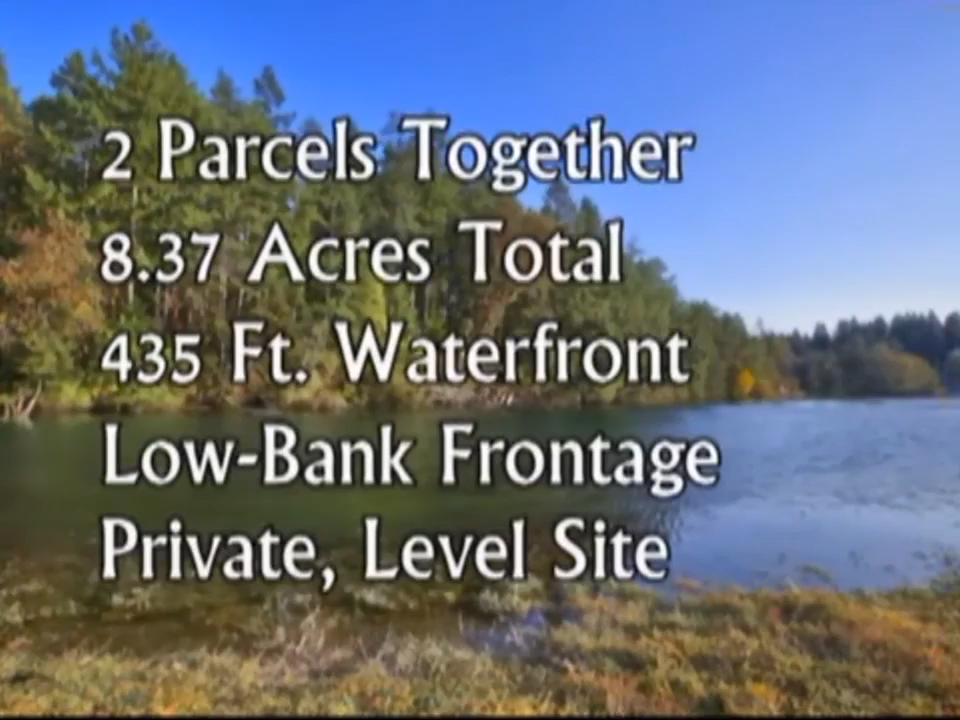 2 Parcels Together
8.37 Acres Total
435 Ft. Waterfront
Low-Bank Frontage
Private, Level Site